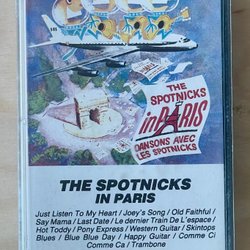 THE
SPOTNICKS
in PARIS
DANSONS AVEC
LES SPOTNICKS
THE SPOTNICKS
IN PARIS
Just Listen To My Heart / Joey's Song / Old Faithful /
Say Mama / Last Date / Le dernier Train De L'espace /
Hot Toddy / Pony Express / Western Guitar / Skintops
Blues / Blue Blue Day / Happy Guitar / Comme Ci
Comme Ca / Trambone